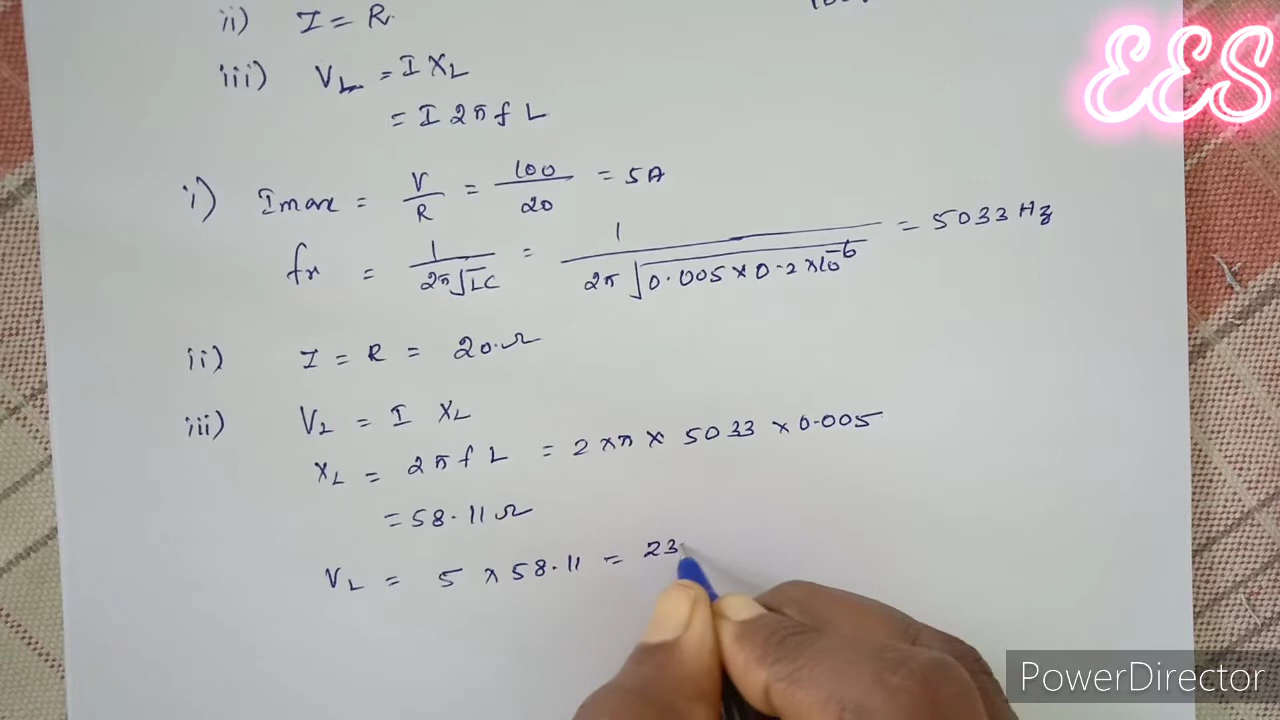 ii) I = R.
iii) VL = I XL
= I 2π f L
i) Imax = V/R = 100/20 = 5A
fr = 1/2π√LC = 1/2π√0.005×0.2×10^-6 = 5033 Hz
ii) I = R = 20.Ω
iii) VL = I XL
XL = 2π f L = 2×π× 5033 ×0.005
= 58.11Ω
VL = 5 × 58.11 = 23
EES
PowerDirector